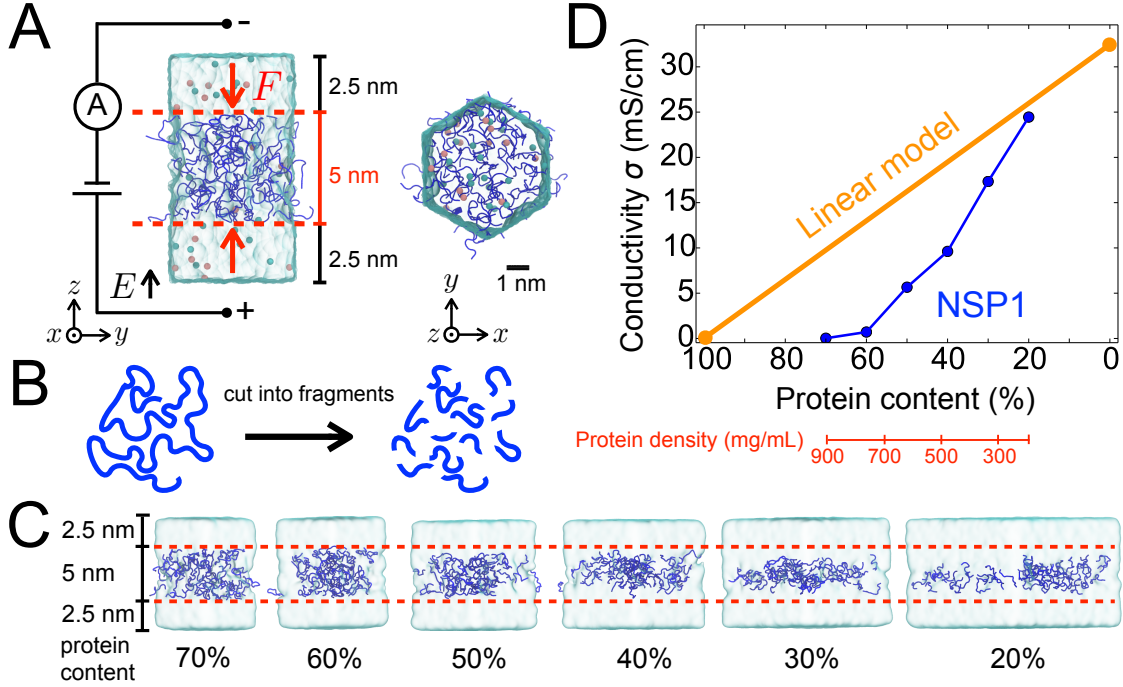 A
-
A
F
2.5 nm
5 nm
2.5 nm
E
+
z
x
y
1 nm
y
z
x
B
cut into fragments
C
2.5 nm
5 nm
2.5 nm
protein
content
70%
60%
50%
40%
30%
20%
D
Conductivity σ (mS/cm)
30
25
20
15
10
5
0
Linear model
NSP1
100
80
60
40
20
0
Protein content (%)
Protein density (mg/mL)
900
700
500
300